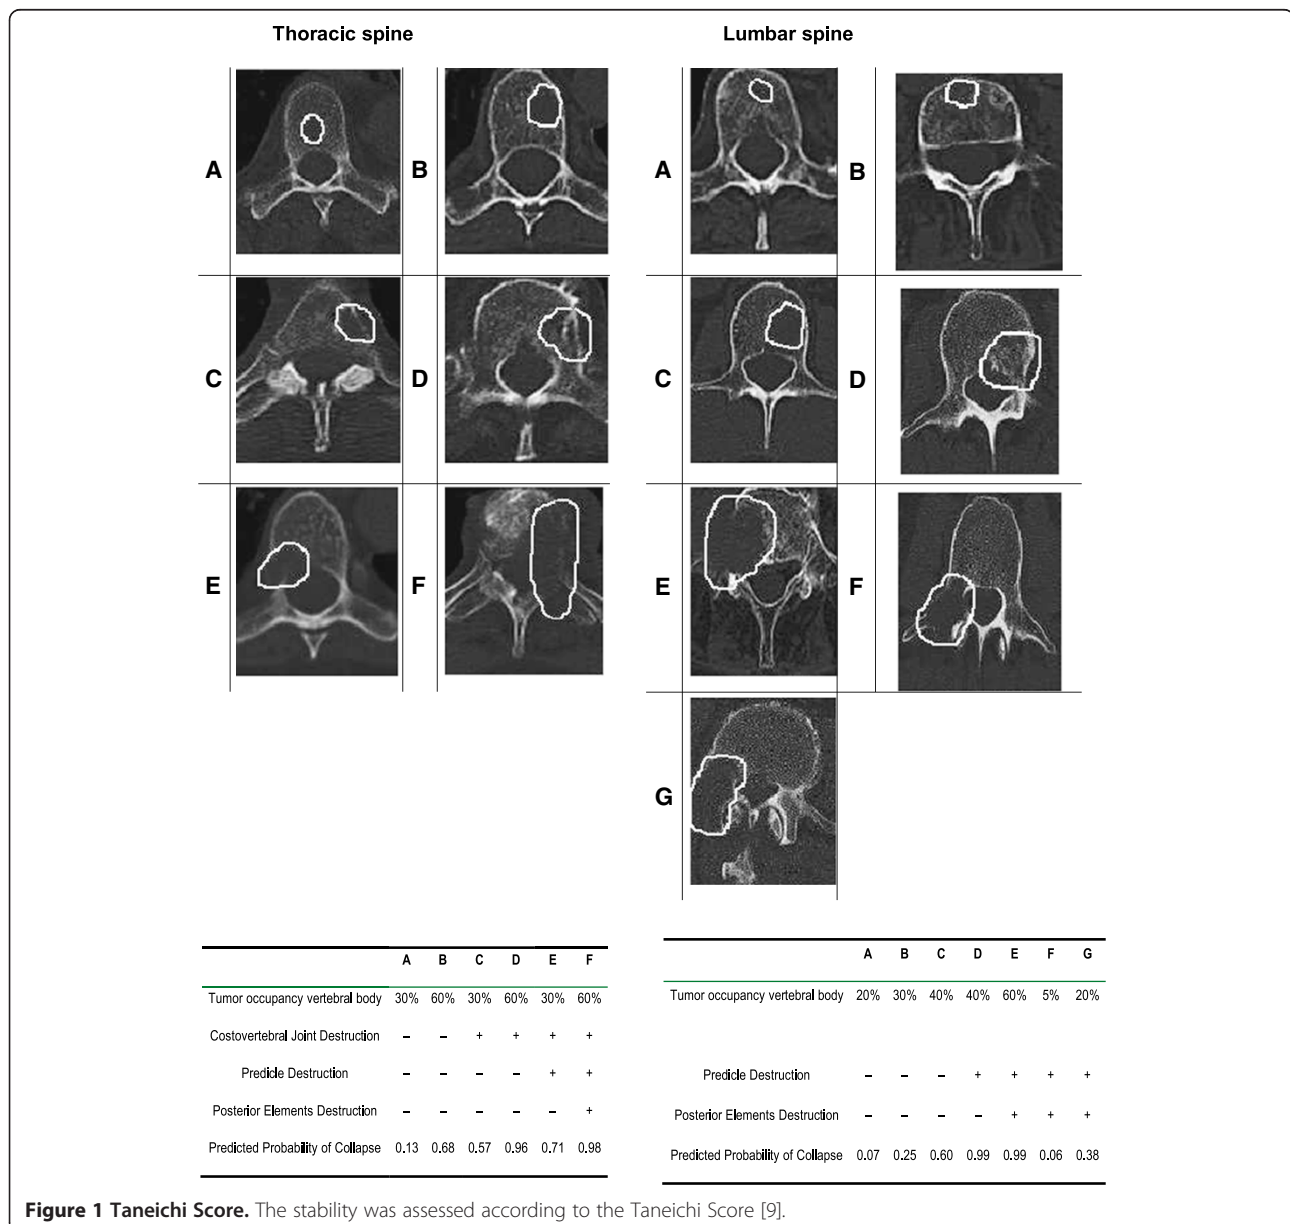 Thoracic spine
Lumbar spine
A
B
A
B
C
D
C
D
E
F
E
F
G
A B C D E F
Tumor occupancy vertebral body 30% 60% 30% 60% 30% 60%
Costovertebral Joint Destruction – – + + + +
Predicle Destruction – – – – + +
Posterior Elements Destruction – – – – – +
Predicted Probability of Collapse 0.13 0.68 0.57 0.96 0.71 0.98
A B C D E F G
Tumor occupancy vertebral body 20% 30% 40% 40% 60% 5% 20%
Predicle Destruction – – – + + + +
Posterior Elements Destruction – – – – + + +
Predicted Probability of Collapse 0.07 0.25 0.60 0.99 0.99 0.06 0.38
Figure 1 Taneichi Score. The stability was assessed according to the Taneichi Score [9].